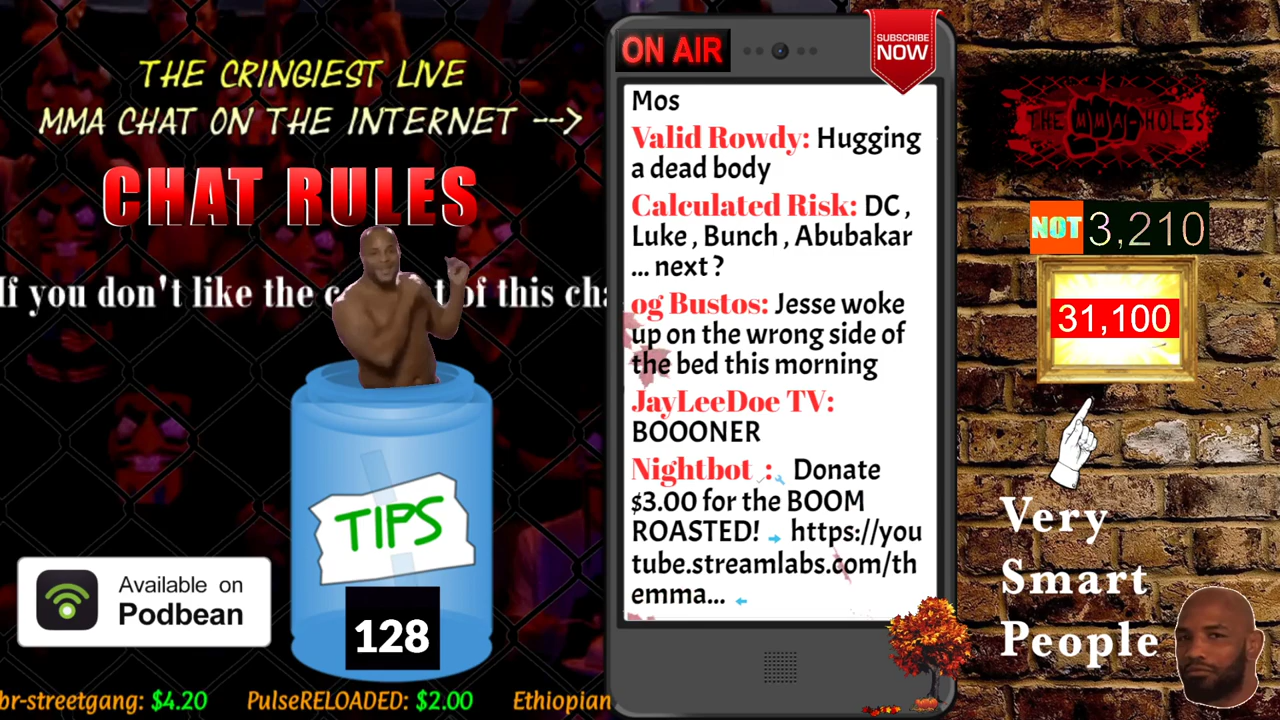 THE CRINGIEST LIVE
MMA CHAT ON THE INTERNET -->
CHAT RULES
If you don't like the c t of this cha
TIPS
128
Available on
Podbean
br-streetgang: $4.20 PulseRELOADED: $2.00 Ethiopian
ON AIR
SUBSCRIBE
NOW
Mos
Valid Rowdy: Hugging
a dead body
Calculated Risk: DC ,
Luke , Bunch , Abubakar
... next ?
og Bustos: Jesse woke
up on the wrong side of
the bed this morning
JayLeeDoe TV:
BOOONER
Nightbot : Donate
$3.00 for the BOOM
ROASTED! https://you
tube.streamlabs.com/th
emma...
THE MMA-HOLES
NOT 3,210
31,100
Very
Smart
People